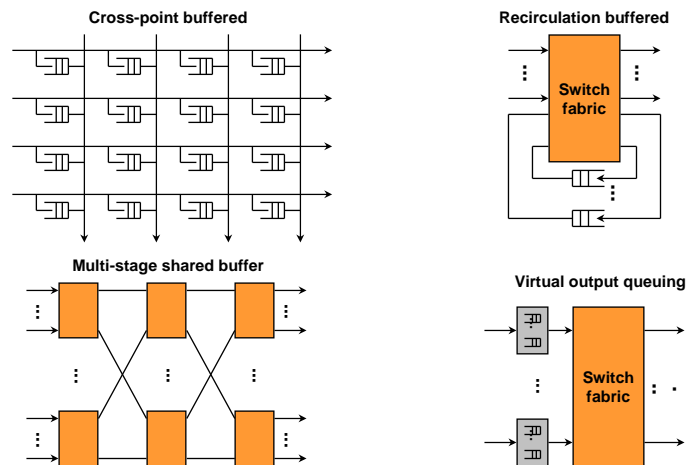 Cross-point buffered
Recirculation buffered
Switch
fabric
Multi-stage shared buffer
Virtual output queuing
Switch
fabric